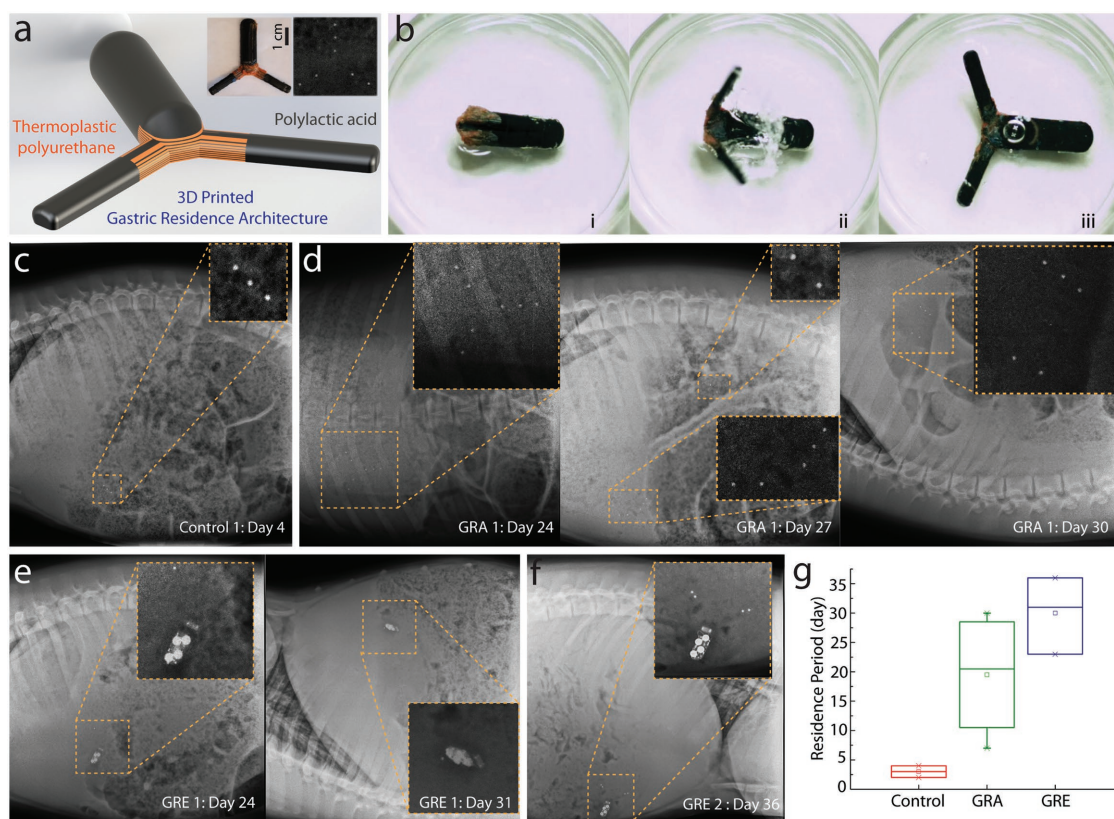 a
1 cm
Thermoplastic
polyurethane
Polylactic acid
3D Printed
Gastric Residence Architecture
b
i
ii
iii
c
Control 1: Day 4
d
GRA 1: Day 24
GRA 1: Day 27
GRA 1: Day 30
e
GRE 1: Day 24
GRE 1: Day 31
f
GRE 2 : Day 36
g
Residence Period (day)
35
30
25
20
15
10
5
0
Control
GRA
GRE